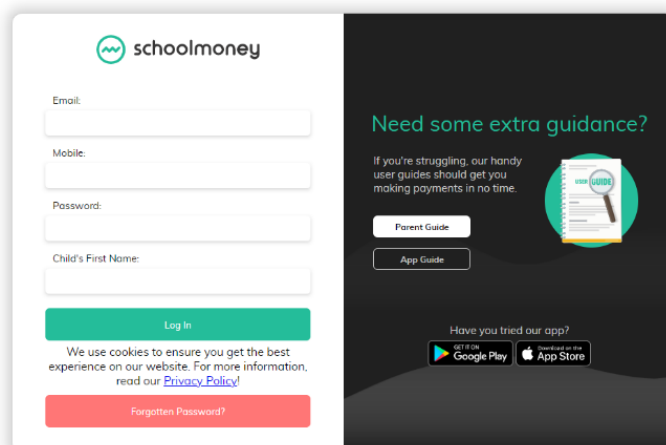 schoolmoney
Email:
Mobile:
Password:
Child's First Name:
Log In
We use cookies to ensure you get the best
experience on our website. For more information,
read our Privacy Policy!
Forgotten Password?
Need some extra guidance?
If you're struggling, our handy
user guides should get you
making payments in no time.
USER GUIDE
Parent Guide
App Guide
Have you tried our app?
GET IT ON
Google Play
Download on the
App Store